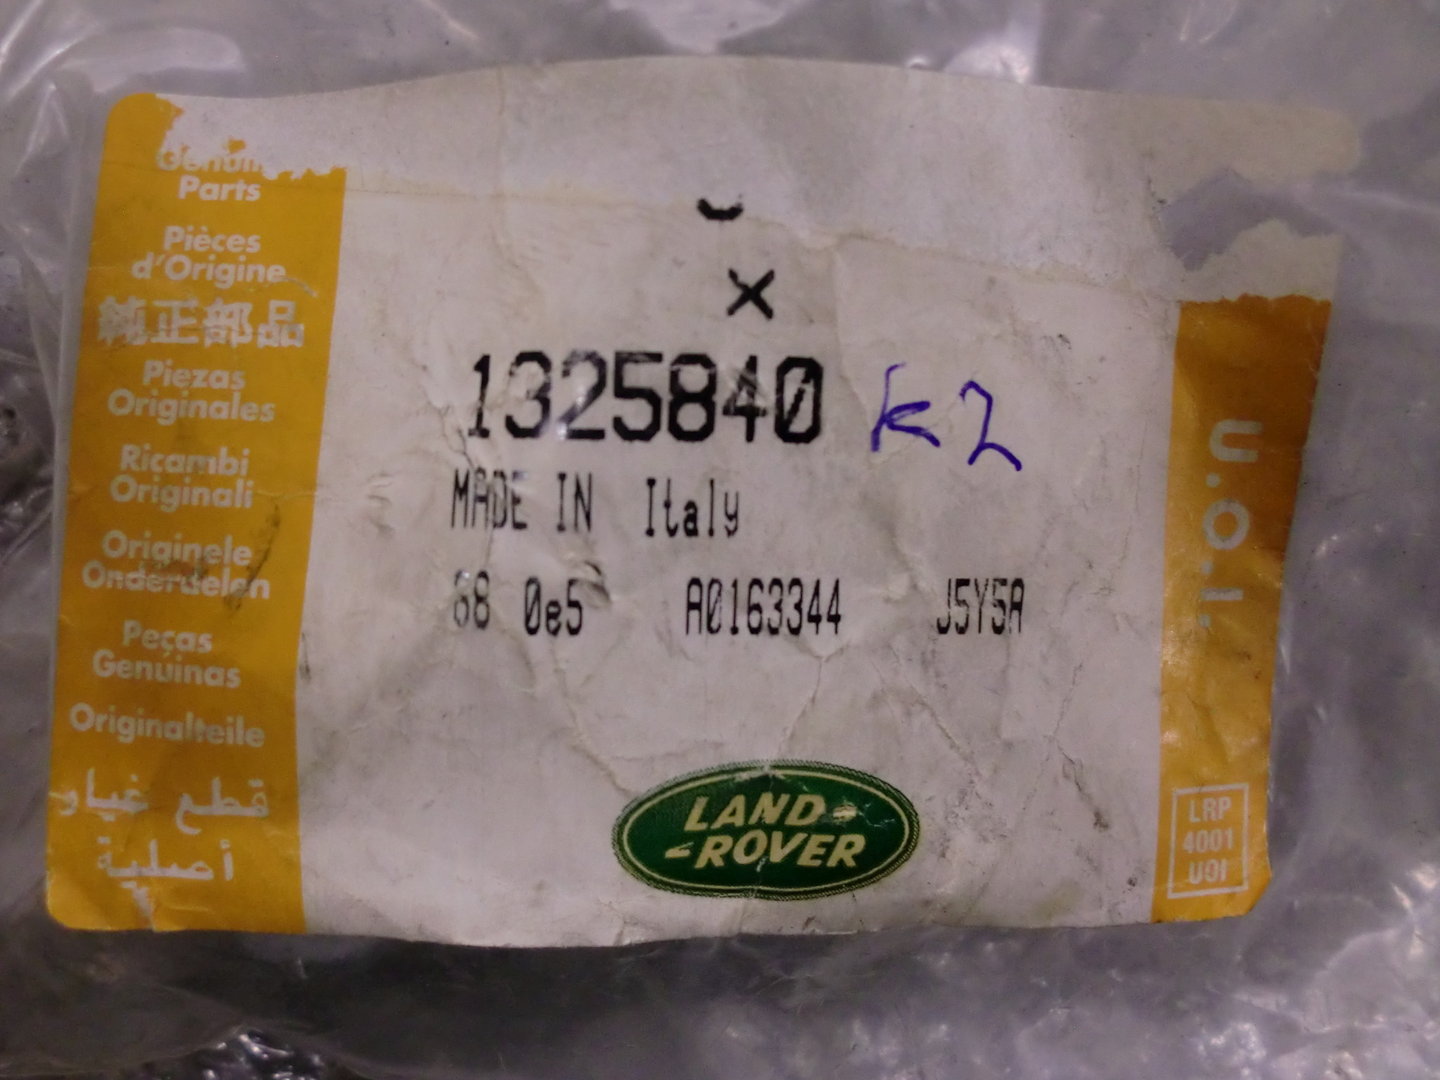 Parts
Pièces
d'Origine
純正部品
Piezas
Originales
Ricambi
Originali
Originele
Onderdelen
Peças
Genuinas
Originalteile
قطع غيار
أصلية
x
1325840 K2
MADE IN Italy
0e5 A0163344 J5Y5A
LAND
ROVER
U.O.I.
LRP
4001
UOI